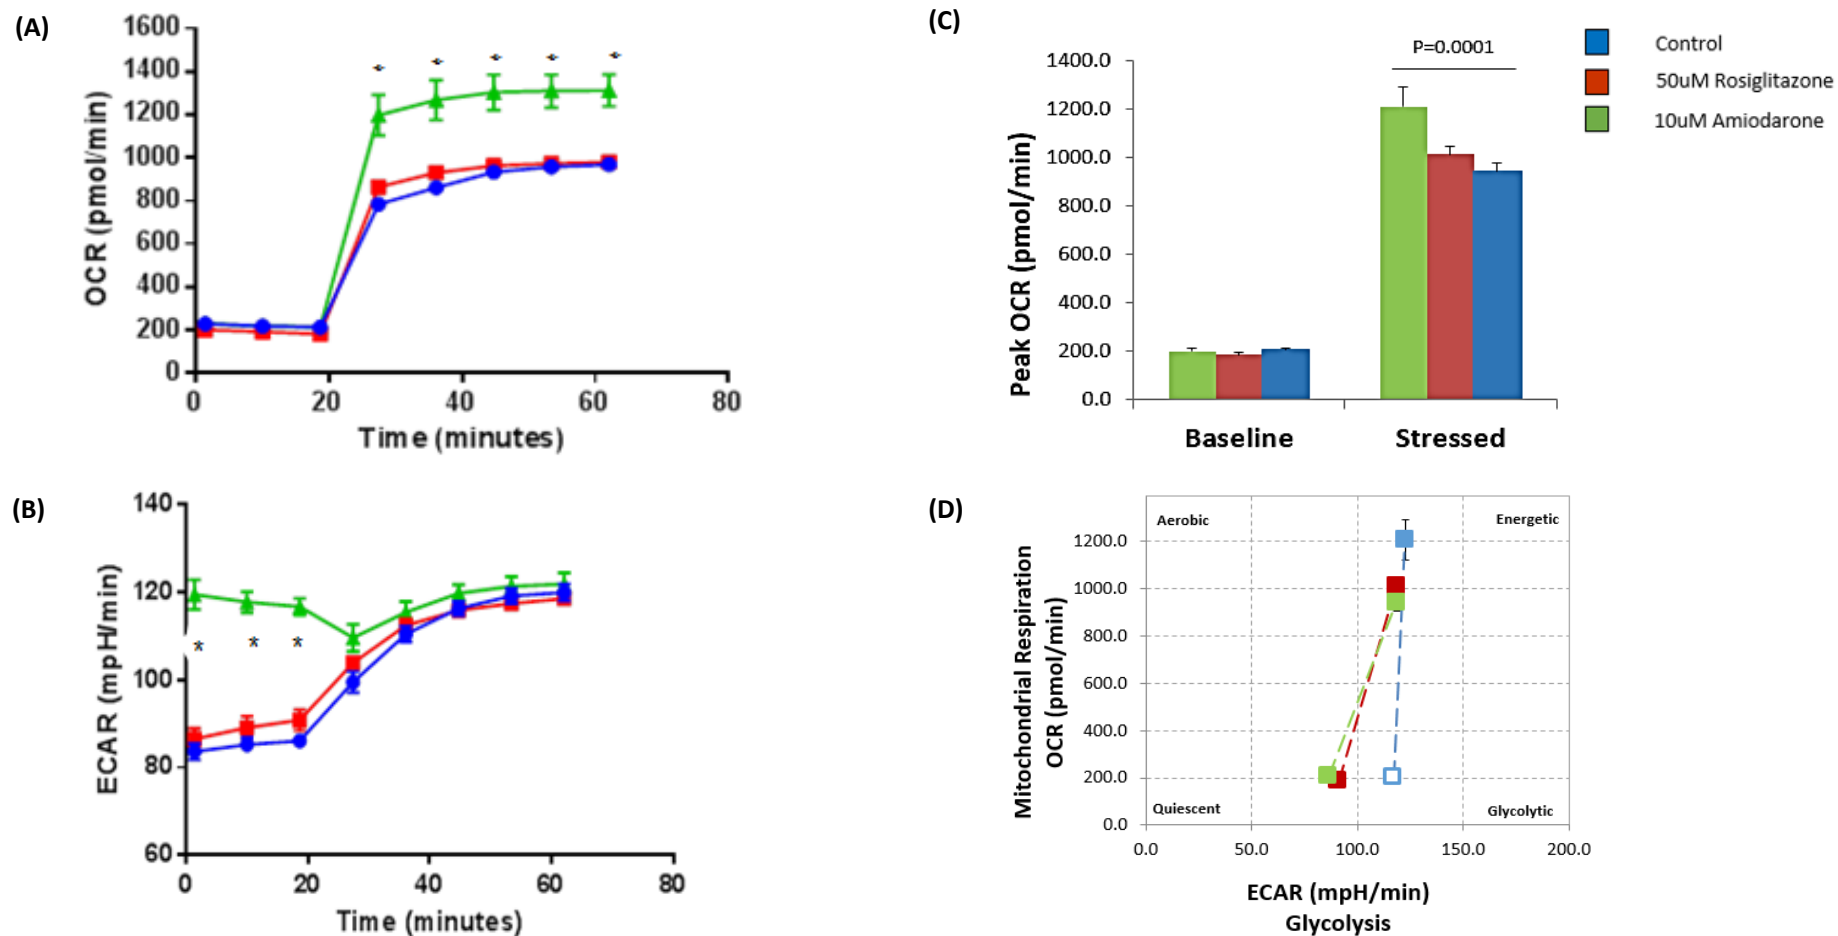 (A)
1600
1400
1200
1000
800
600
400
200
0
OCR (pmol/min)
* * * * *
0 20 40 60 80
Time (minutes)
(B)
140
120
100
80
60
ECAR (mpH/min)
* * *
0 20 40 60 80
Time (minutes)
(C)
1400.0
1200.0
1000.0
800.0
600.0
400.0
200.0
0.0
Peak OCR (pmol/min)
P=0.0001
Baseline Stressed
Control
50uM Rosiglitazone
10uM Amiodarone
(D)
Aerobic Energetic
1200.0
1000.0
800.0
600.0
400.0
200.0
0.0
Mitochondrial Respiration
OCR (pmol/min)
Quiescent Glycolytic
0.0 50.0 100.0 150.0 200.0
ECAR (mpH/min)
Glycolysis